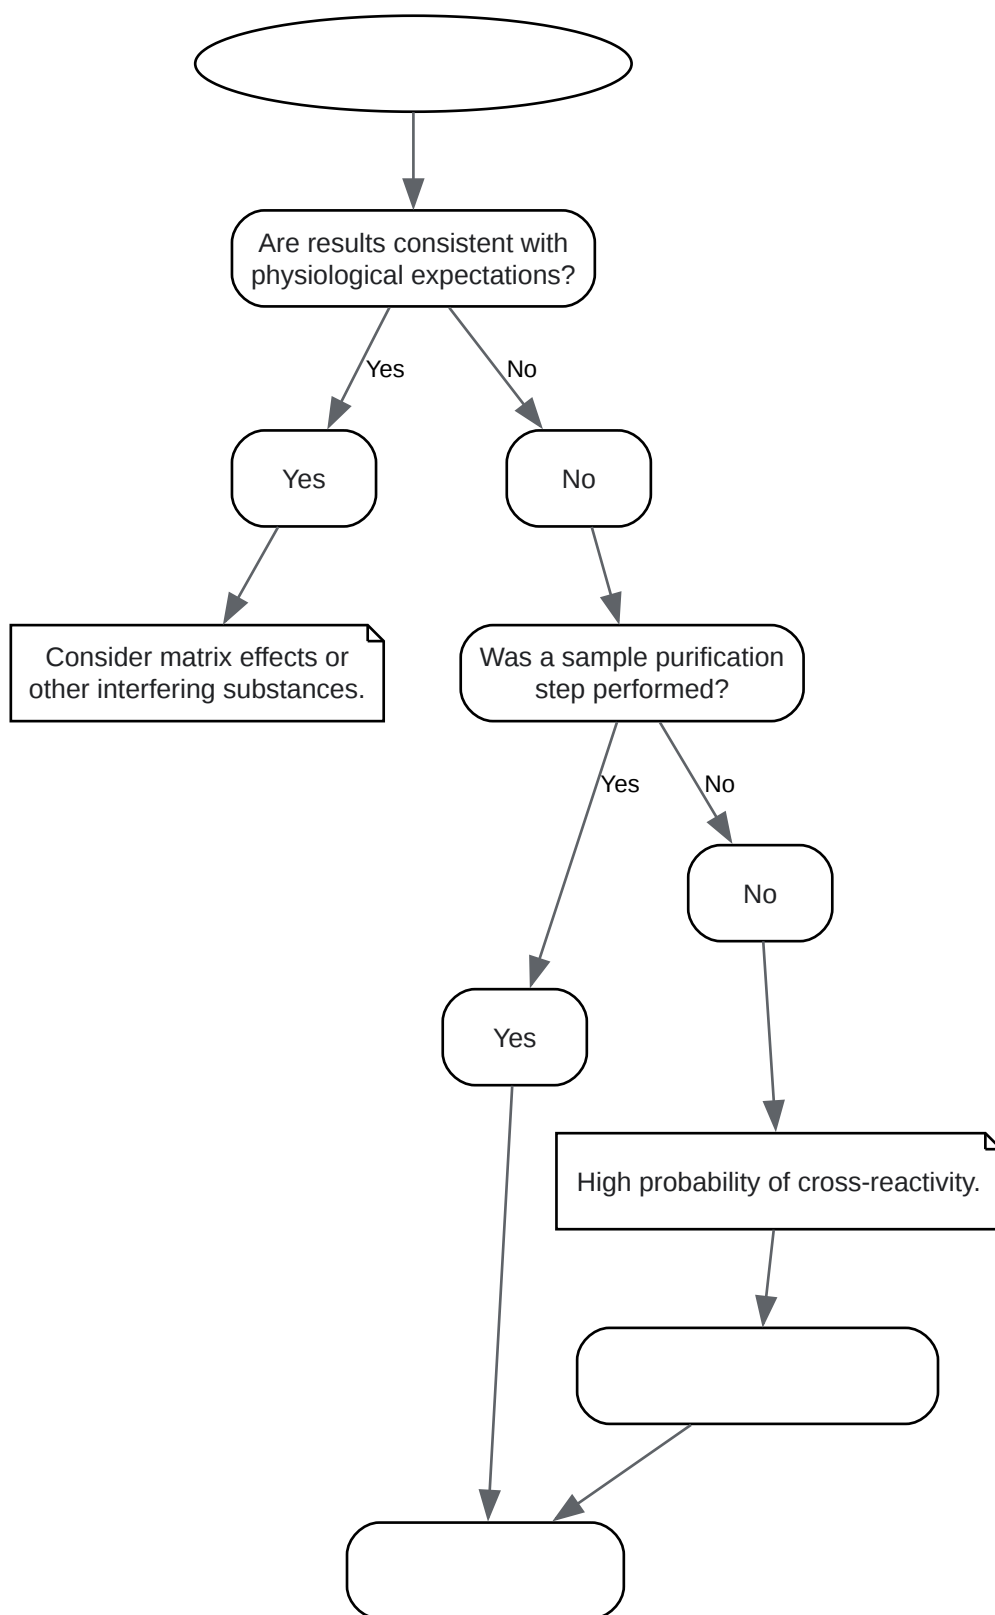 Are results consistent with
physiological expectations?
Yes
No
Yes
No
Consider matrix effects or
other interfering substances.
Was a sample purification
step performed?
Yes
No
No
Yes
High probability of cross-reactivity.